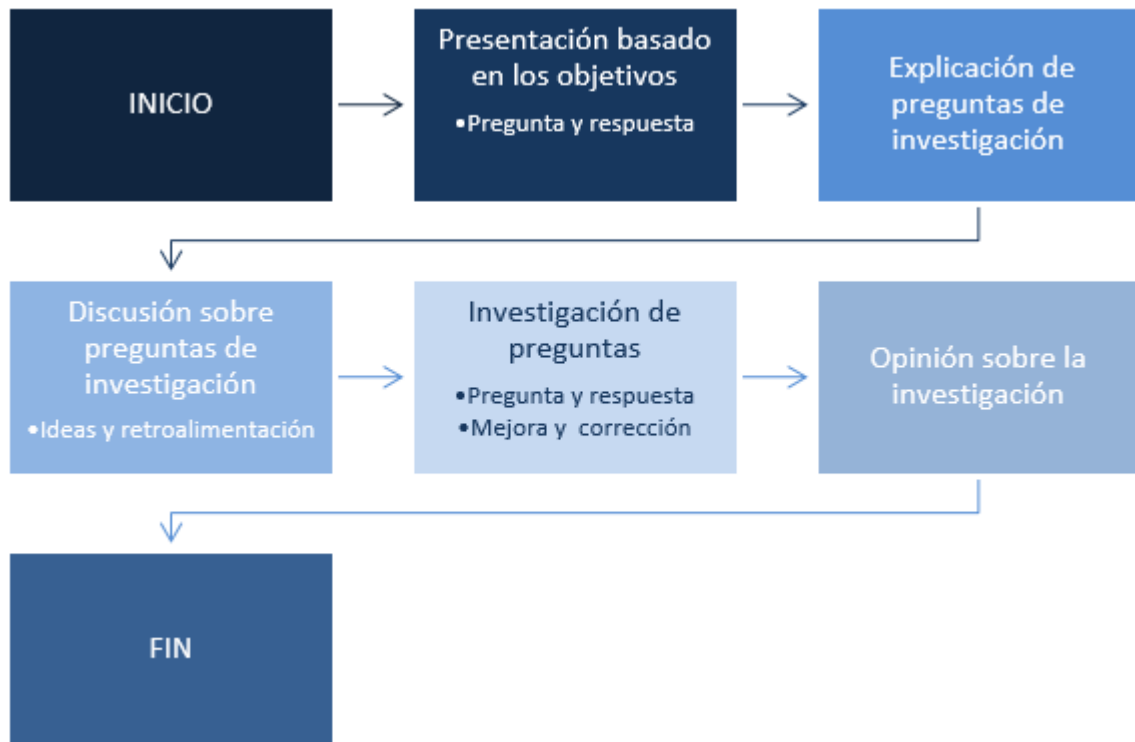 INICIO
Presentación basado
en los objetivos
•Pregunta y respuesta
Explicación de
preguntas de
investigación
Discusión sobre
preguntas de
investigación
•Ideas y retroalimentación
Investigación de
preguntas
•Pregunta y respuesta
•Mejora y  corrección
Opinión sobre la
investigación
FIN